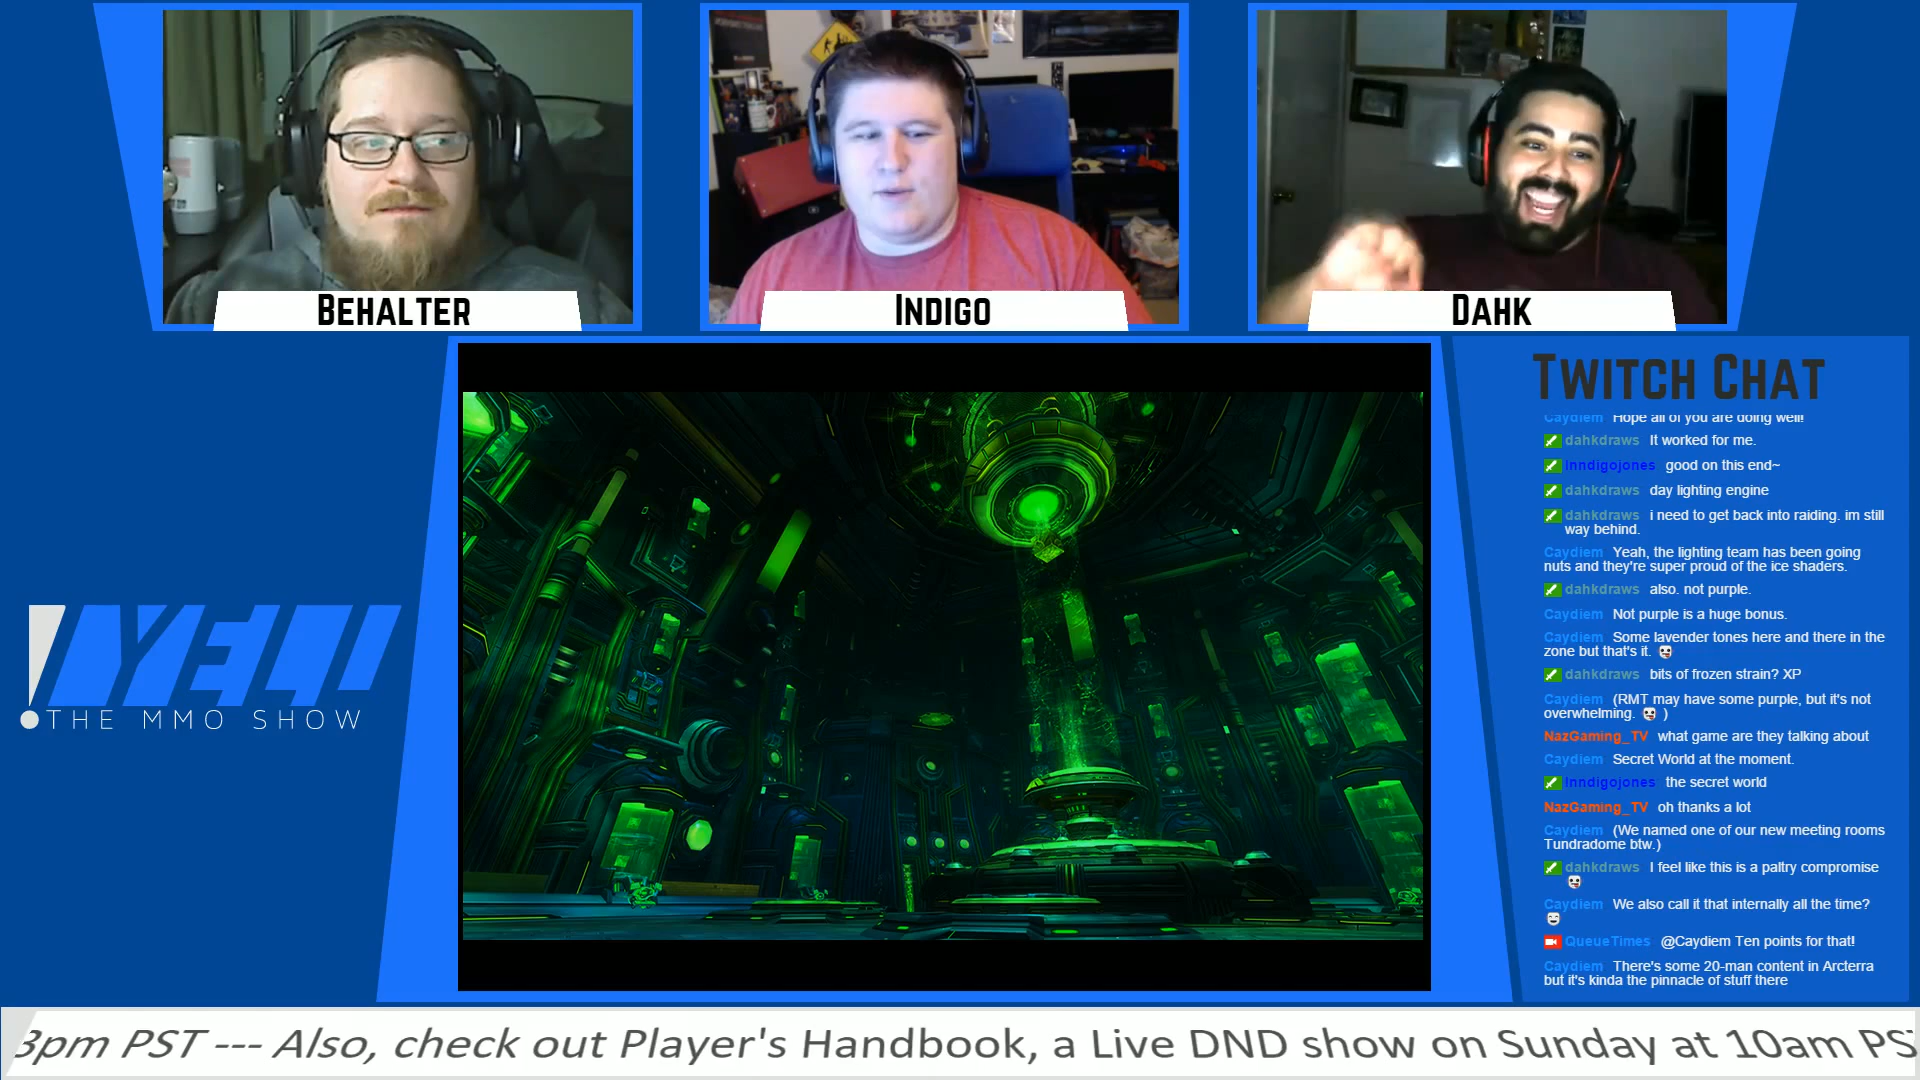 BEHALTER
INDIGO
DAHK
TWITCH CHAT
Caydiem Hope all of you are doing well!
dahkdraws It worked for me.
Inndigojones good on this end~
dahkdraws day lighting engine
dahkdraws i need to get back into raiding. im still
way behind.
Caydiem Yeah, the lighting team has been going
nuts and they're super proud of the ice shaders.
dahkdraws also. not purple.
Caydiem Not purple is a huge bonus.
Caydiem Some lavender tones here and there in the
zone but that's it.
dahkdraws bits of frozen strain? XP
Caydiem (RMT may have some purple, but it's not
overwhelming. )
NazGaming_TV what game are they talking about
Caydiem Secret World at the moment.
Inndigojones the secret world
NazGaming_TV oh thanks a lot
Caydiem (We named one of our new meeting rooms
Tundradome btw.)
dahkdraws I feel like this is a paltry compromise
Caydiem We also call it that internally all the time?
QueueTimes @Caydiem Ten points for that!
Caydiem There's some 20-man content in Arcterra
but it's kinda the pinnacle of stuff there
!YELI
THE MMO SHOW
3pm PST --- Also, check out Player's Handbook, a Live DND show on Sunday at 10am PS